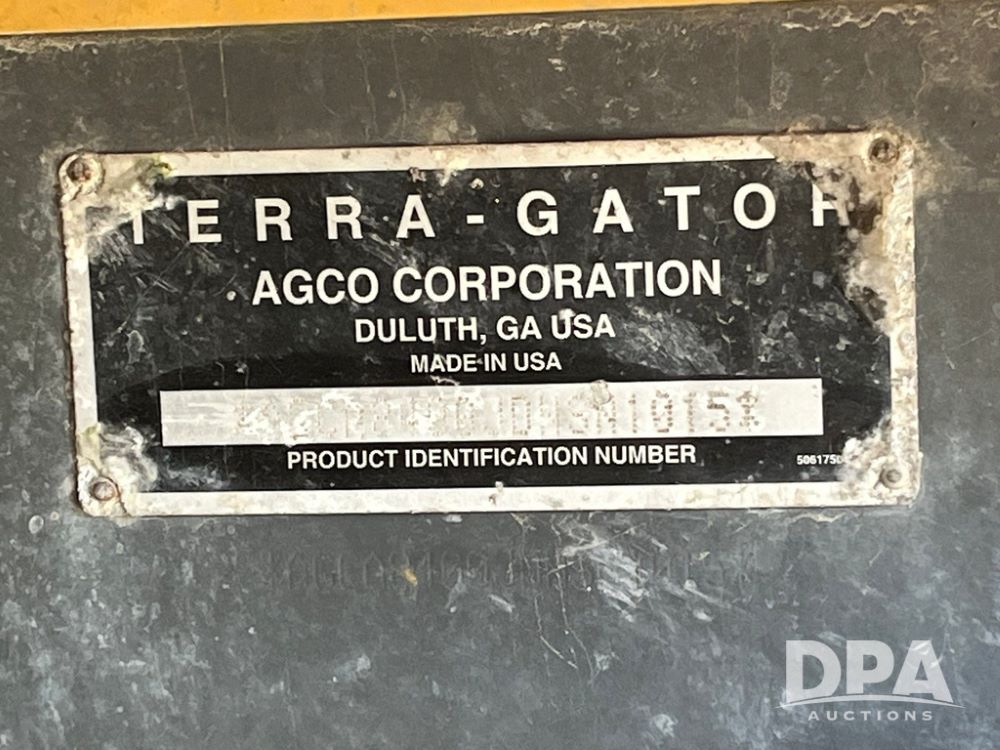 TERRA-GATOR
AGCO CORPORATION
DULUTH, GA USA
MADE IN USA
PRODUCT IDENTIFICATION NUMBER
DPA
AUCTIONS